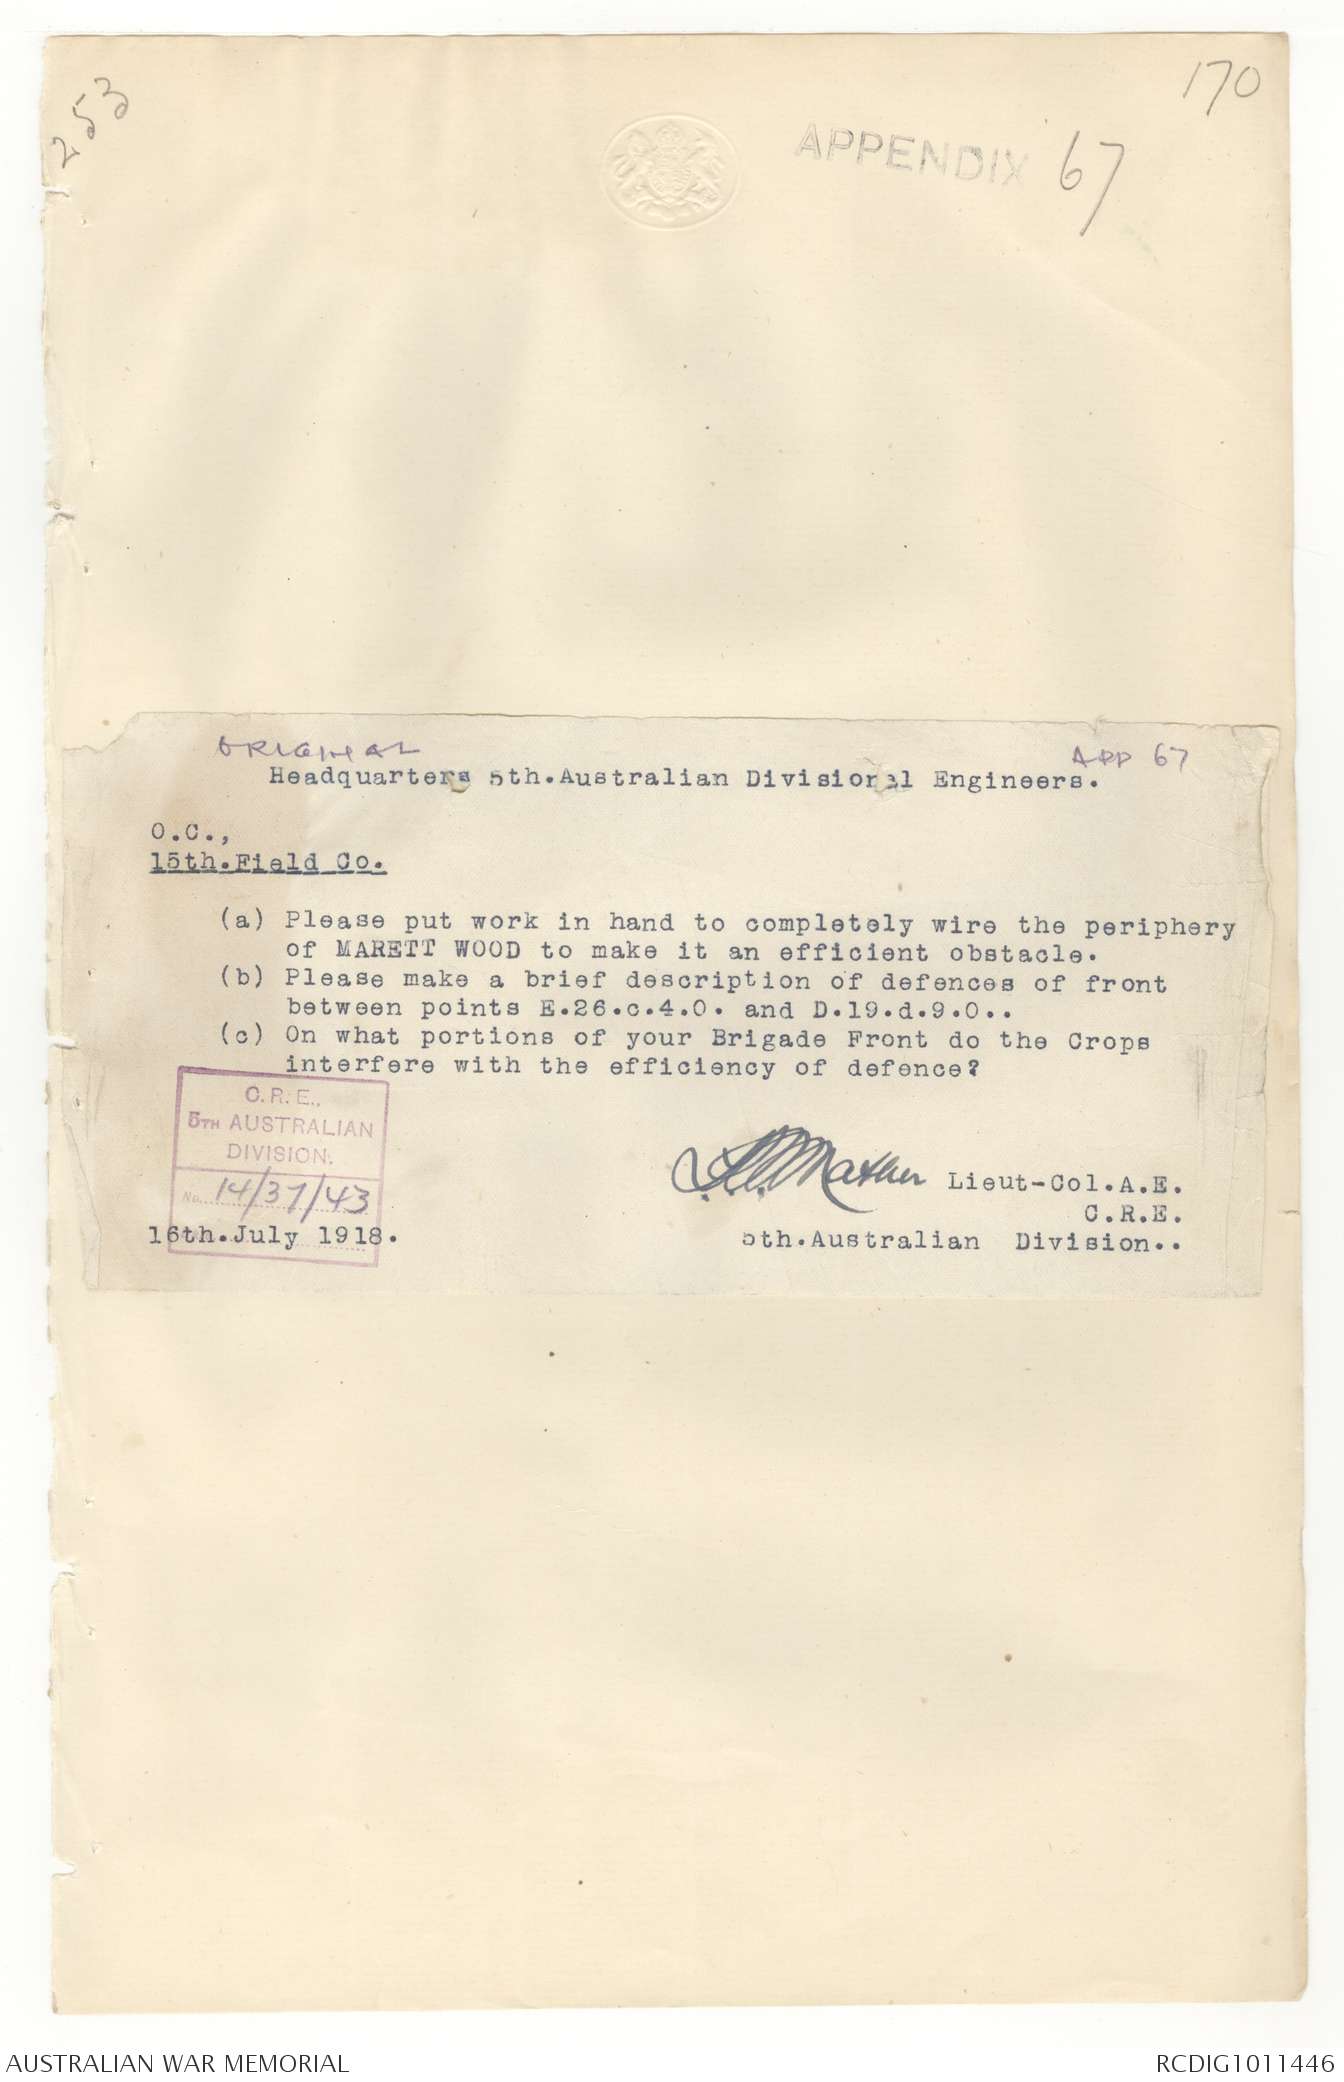 253
170
APPENDIX 67
ORIGINAL
APP 67
Headquarters 5th.Australian Divisional Engineers.
O.C.,
15th.Field Co.
(a) Please put work in hand to completely wire the periphery
of MARETT WOOD to make it an efficient obstacle.
(b) Please make a brief description of defences of front
between points E.26.c.4.0. and D.19.d.9.0..
(c) On what portions of your Brigade Front do the Crops
interfere with the efficiency of defence?
C.R.E.,
5TH AUSTRALIAN
DIVISION.
No. 14/37/43
16th.July 1918.
Mather Lieut-Col.A.E.
C.R.E.
5th.Australian Division..
AUSTRALIAN WAR MEMORIAL
RCDIG1011446